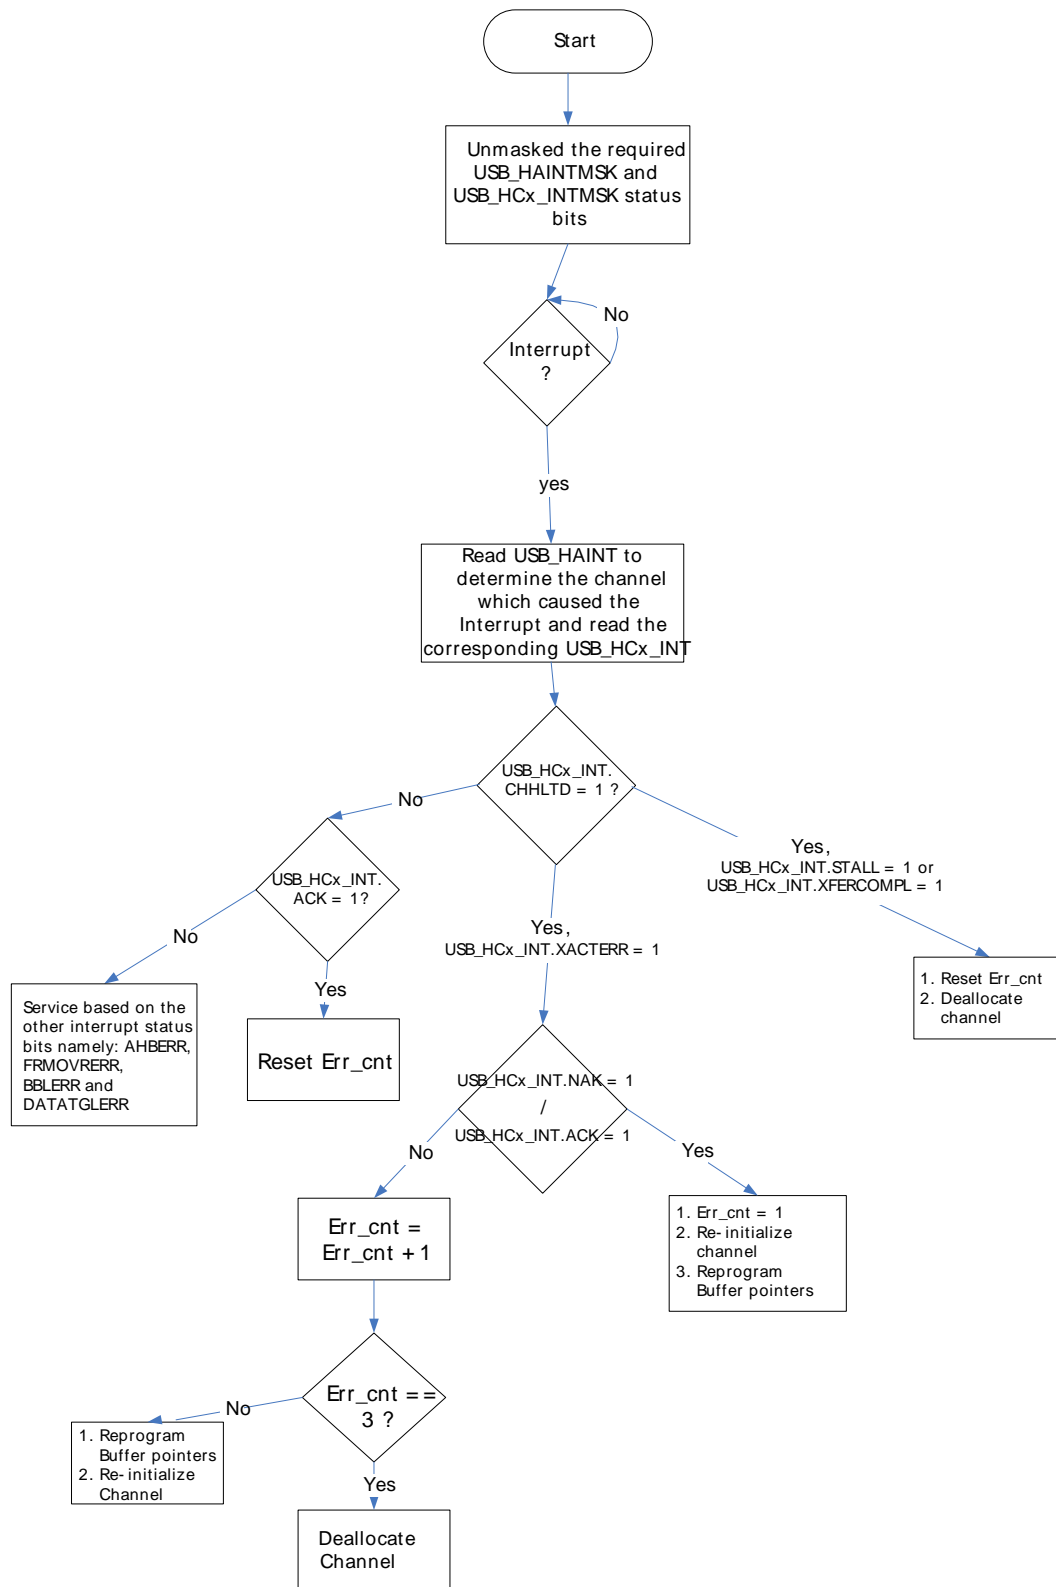 Start
Unmasked the required
USB_HAINTMSK and
USB_HCx_INTMSK status
bits
No
Interrupt
?
yes
Read USB_HAINT to
determine the channel
which caused the
Interrupt and read the
corresponding USB_HCx_INT
USB_HCx_INT.
CHHLTD = 1 ?
No
Yes,
USB_HCx_INT.STALL = 1 or
USB_HCx_INT.XFERCOMPL = 1
USB_HCx_INT.
ACK = 1?
No
Yes,
USB_HCx_INT.XACTERR = 1
Yes
1. Reset Err_cnt
2. Deallocate
channel
Service based on the
other interrupt status
bits namely: AHBERR,
FRMOVRERR,
BBLERR and
DATATGLERR
Reset Err_cnt
USB_HCx_INT.NAK = 1
/
USB_HCx_INT.ACK = 1
No
Yes
Err_cnt =
Err_cnt + 1
1. Err_cnt = 1
2. Re-initialize
channel
3. Reprogram
Buffer pointers
Err_cnt ==
3 ?
No
1. Reprogram
Buffer pointers
2. Re-initialize
Channel
Yes
Deallocate
Channel